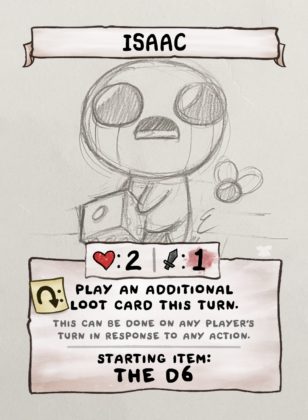 ISAAC
:2 | :1
PLAY AN ADDITIONAL
LOOT CARD THIS TURN.
THIS CAN BE DONE ON ANY PLAYER'S
TURN IN RESPONSE TO ANY ACTION.
STARTING ITEM:
THE D6